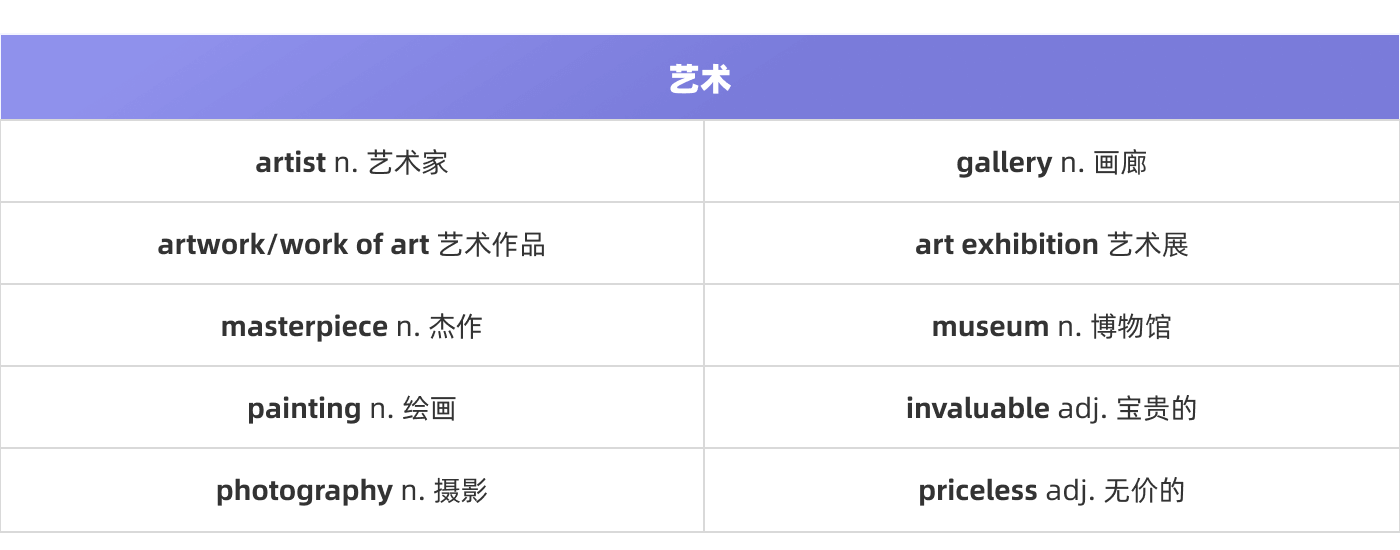 艺术
artist n. 艺术家
gallery n. 画廊
artwork/work of art 艺术作品
art exhibition 艺术展
masterpiece n. 杰作
museum n. 博物馆
painting n. 绘画
invaluable adj. 宝贵的
photography n. 摄影
priceless adj. 无价的